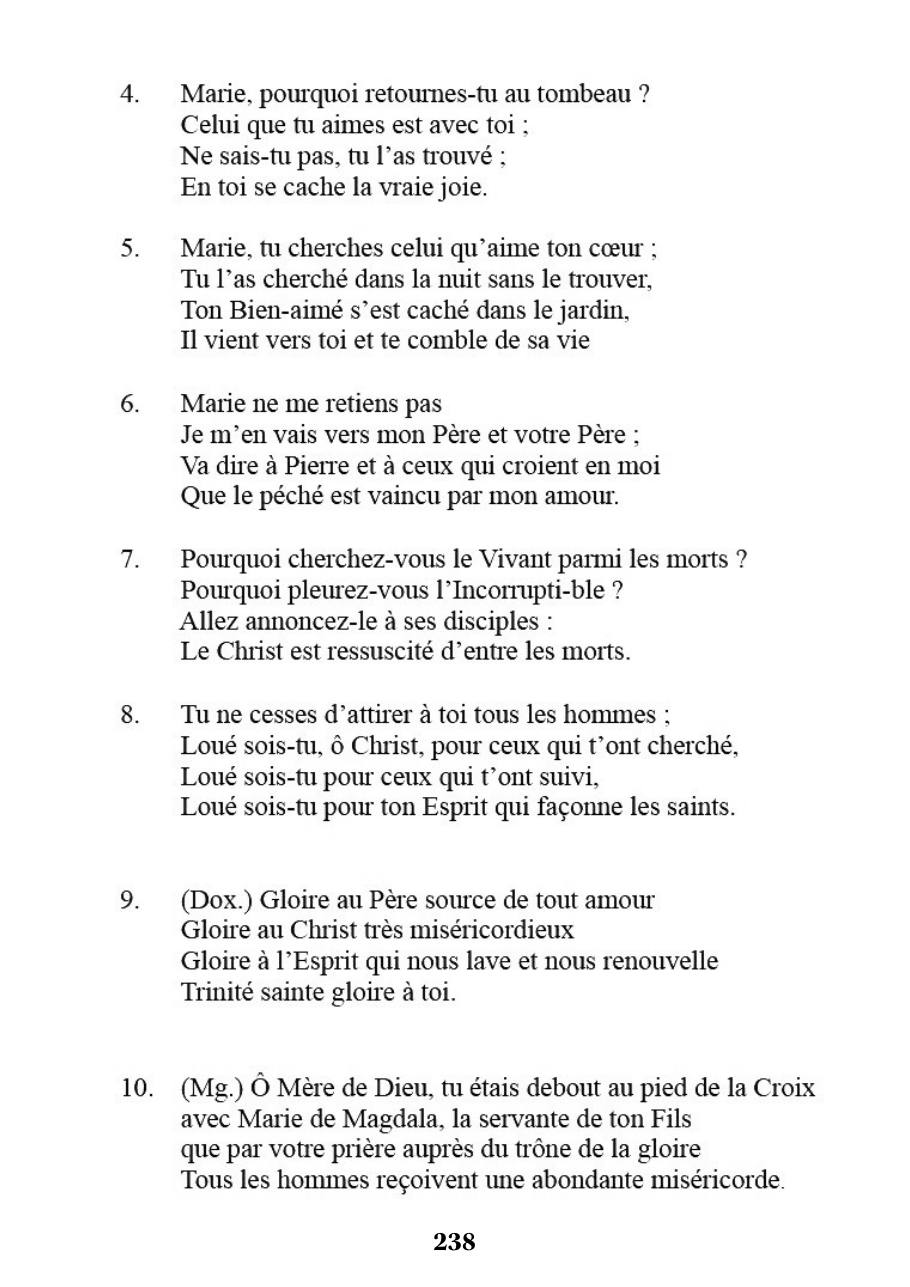 4. Marie, pourquoi retournes-tu au tombeau ?
Celui que tu aimes est avec toi ;
Ne sais-tu pas, tu l’as trouvé ;
En toi se cache la vraie joie.
5. Marie, tu cherches celui qu’aime ton cœur ;
Tu l’as cherché dans la nuit sans le trouver,
Ton Bien-aimé s’est caché dans le jardin,
Il vient vers toi et te comble de sa vie
6. Marie ne me retiens pas
Je m’en vais vers mon Père et votre Père ;
Va dire à Pierre et à ceux qui croient en moi
Que le péché est vaincu par mon amour.
7. Pourquoi cherchez-vous le Vivant parmi les morts ?
Pourquoi pleurez-vous l’Incorrupti-ble ?
Allez annoncez-le à ses disciples :
Le Christ est ressuscité d’entre les morts.
8. Tu ne cesses d’attirer à toi tous les hommes ;
Loué sois-tu, ô Christ, pour ceux qui t’ont cherché,
Loué sois-tu pour ceux qui t’ont suivi,
Loué sois-tu pour ton Esprit qui façonne les saints.
9. (Dox.) Gloire au Père source de tout amour
Gloire au Christ très miséricordieux
Gloire à l’Esprit qui nous lave et nous renouvelle
Trinité sainte gloire à toi.
10. (Mg.) Ô Mère de Dieu, tu étais debout au pied de la Croix
avec Marie de Magdala, la servante de ton Fils
que par votre prière auprès du trône de la gloire
Tous les hommes reçoivent une abondante miséricorde.
238